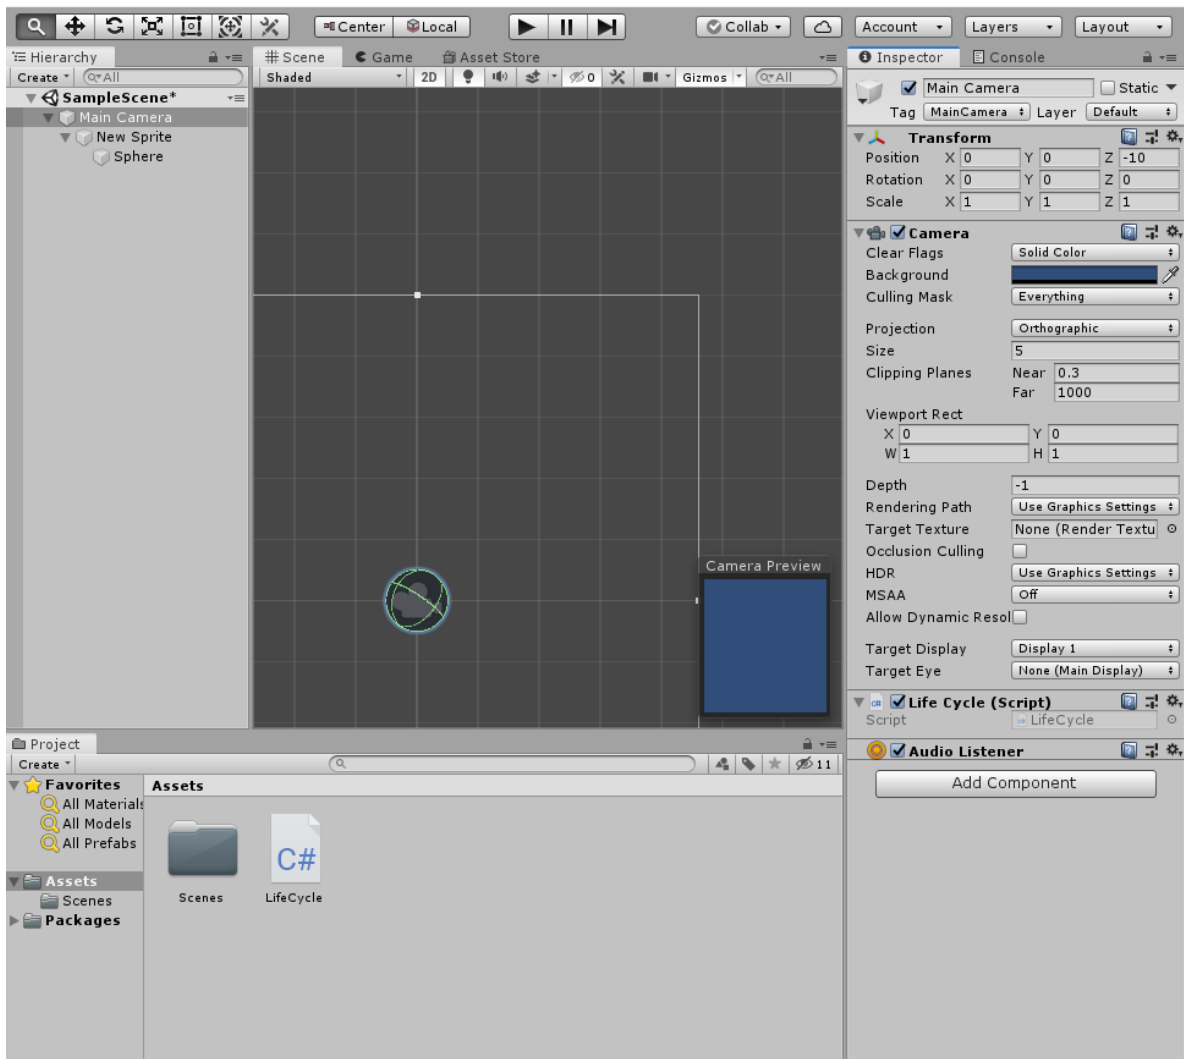 Center Local Collab Account Layers Layout
Hierarchy
Create All
SampleScene*
Main Camera
New Sprite
Sphere
Scene Game Asset Store
Shaded 2D 0 Gizmos All
Camera Preview
Inspector Console
Main Camera Static
Tag MainCamera Layer Default
Transform
Position X 0 Y 0 Z -10
Rotation X 0 Y 0 Z 0
Scale X 1 Y 1 Z 1
Camera
Clear Flags Solid Color
Background
Culling Mask Everything
Projection Orthographic
Size 5
Clipping Planes Near 0.3
Far 1000
Viewport Rect
X 0 Y 0
W 1 H 1
Depth -1
Rendering Path Use Graphics Settings
Target Texture None (Render Textu
Occlusion Culling
HDR Use Graphics Settings
MSAA Off
Allow Dynamic Resol
Target Display Display 1
Target Eye None (Main Display)
C# Life Cycle (Script)
Script LifeCycle
Audio Listener
Add Component
Project
Create 11
Favorites
All Materials
All Models
All Prefabs
Assets
Scenes
Packages
Assets
C#
Scenes LifeCycle